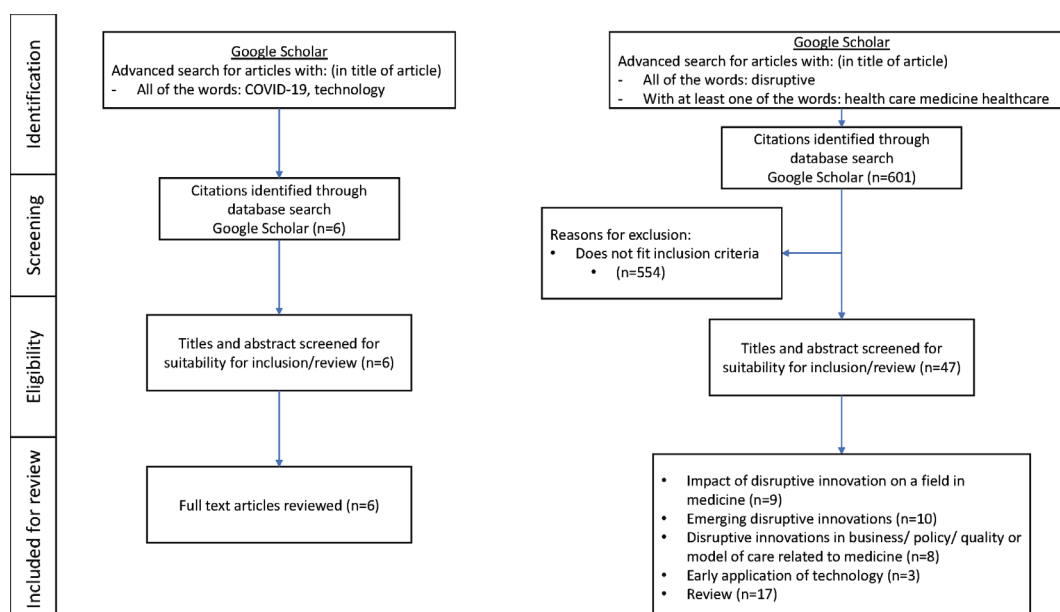 Identification
Screening
Eligibility
Included for review
Google Scholar
Advanced search for articles with: (in title of article)
- All of the words: COVID-19, technology
Citations identified through
database search
Google Scholar (n=6)
Titles and abstract screened for
suitability for inclusion/review (n=6)
Full text articles reviewed (n=6)
Google Scholar
Advanced search for articles with: (in title of article)
- All of the words: disruptive
- With at least one of the words: health care medicine healthcare
Citations identified through
database search
Google Scholar (n=601)
Reasons for exclusion:
• Does not fit inclusion criteria
• (n=554)
Titles and abstract screened for
suitability for inclusion/review (n=47)
• Impact of disruptive innovation on a field in
medicine (n=9)
• Emerging disruptive innovations (n=10)
• Disruptive innovations in business/ policy/ quality or
model of care related to medicine (n=8)
• Early application of technology (n=3)
• Review (n=17)